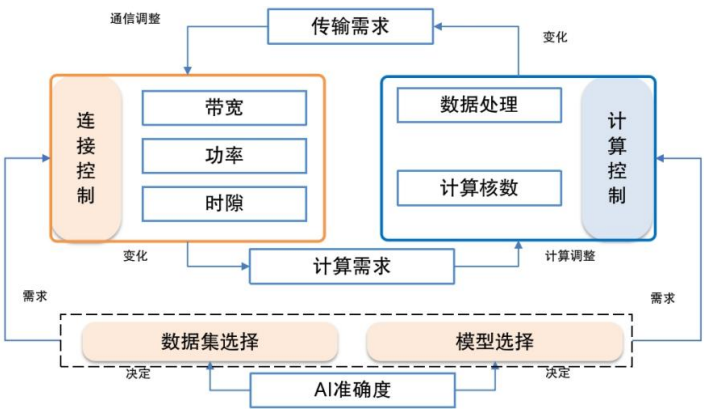 通信调整
传输需求
变化
连接控制
带宽
功率
时隙
数据处理
计算核数
计算控制
变化
计算需求
计算调整
需求
需求
数据集选择
模型选择
决定
AI准确度
决定